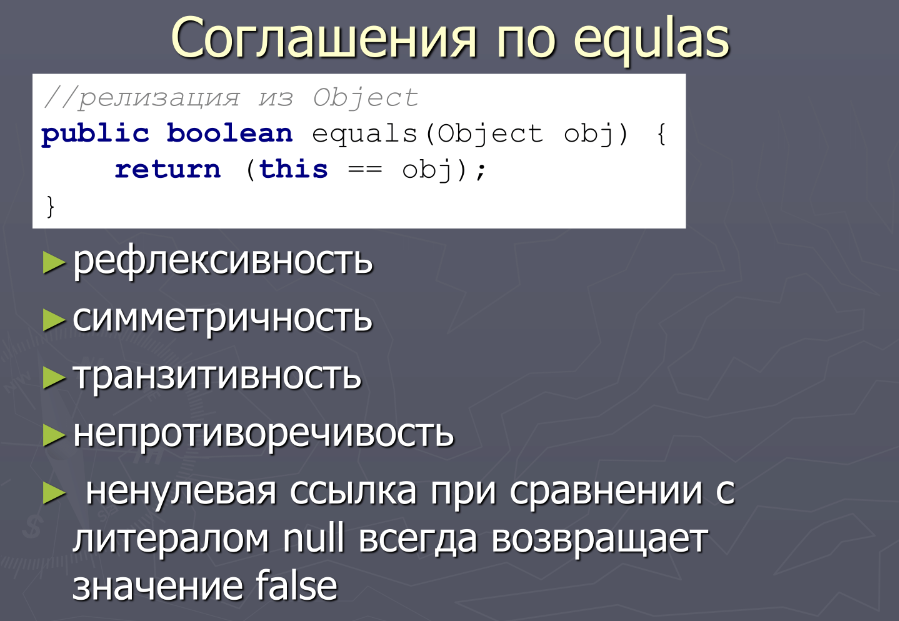 Соглашения по equlas
//релизация из Object
public boolean equals(Object obj) {
    return (this == obj);
}
► рефлексивность
► симметричность
► транзитивность
► непротиворечивость
► ненулевая ссылка при сравнении с
литералом null всегда возвращает
значение false